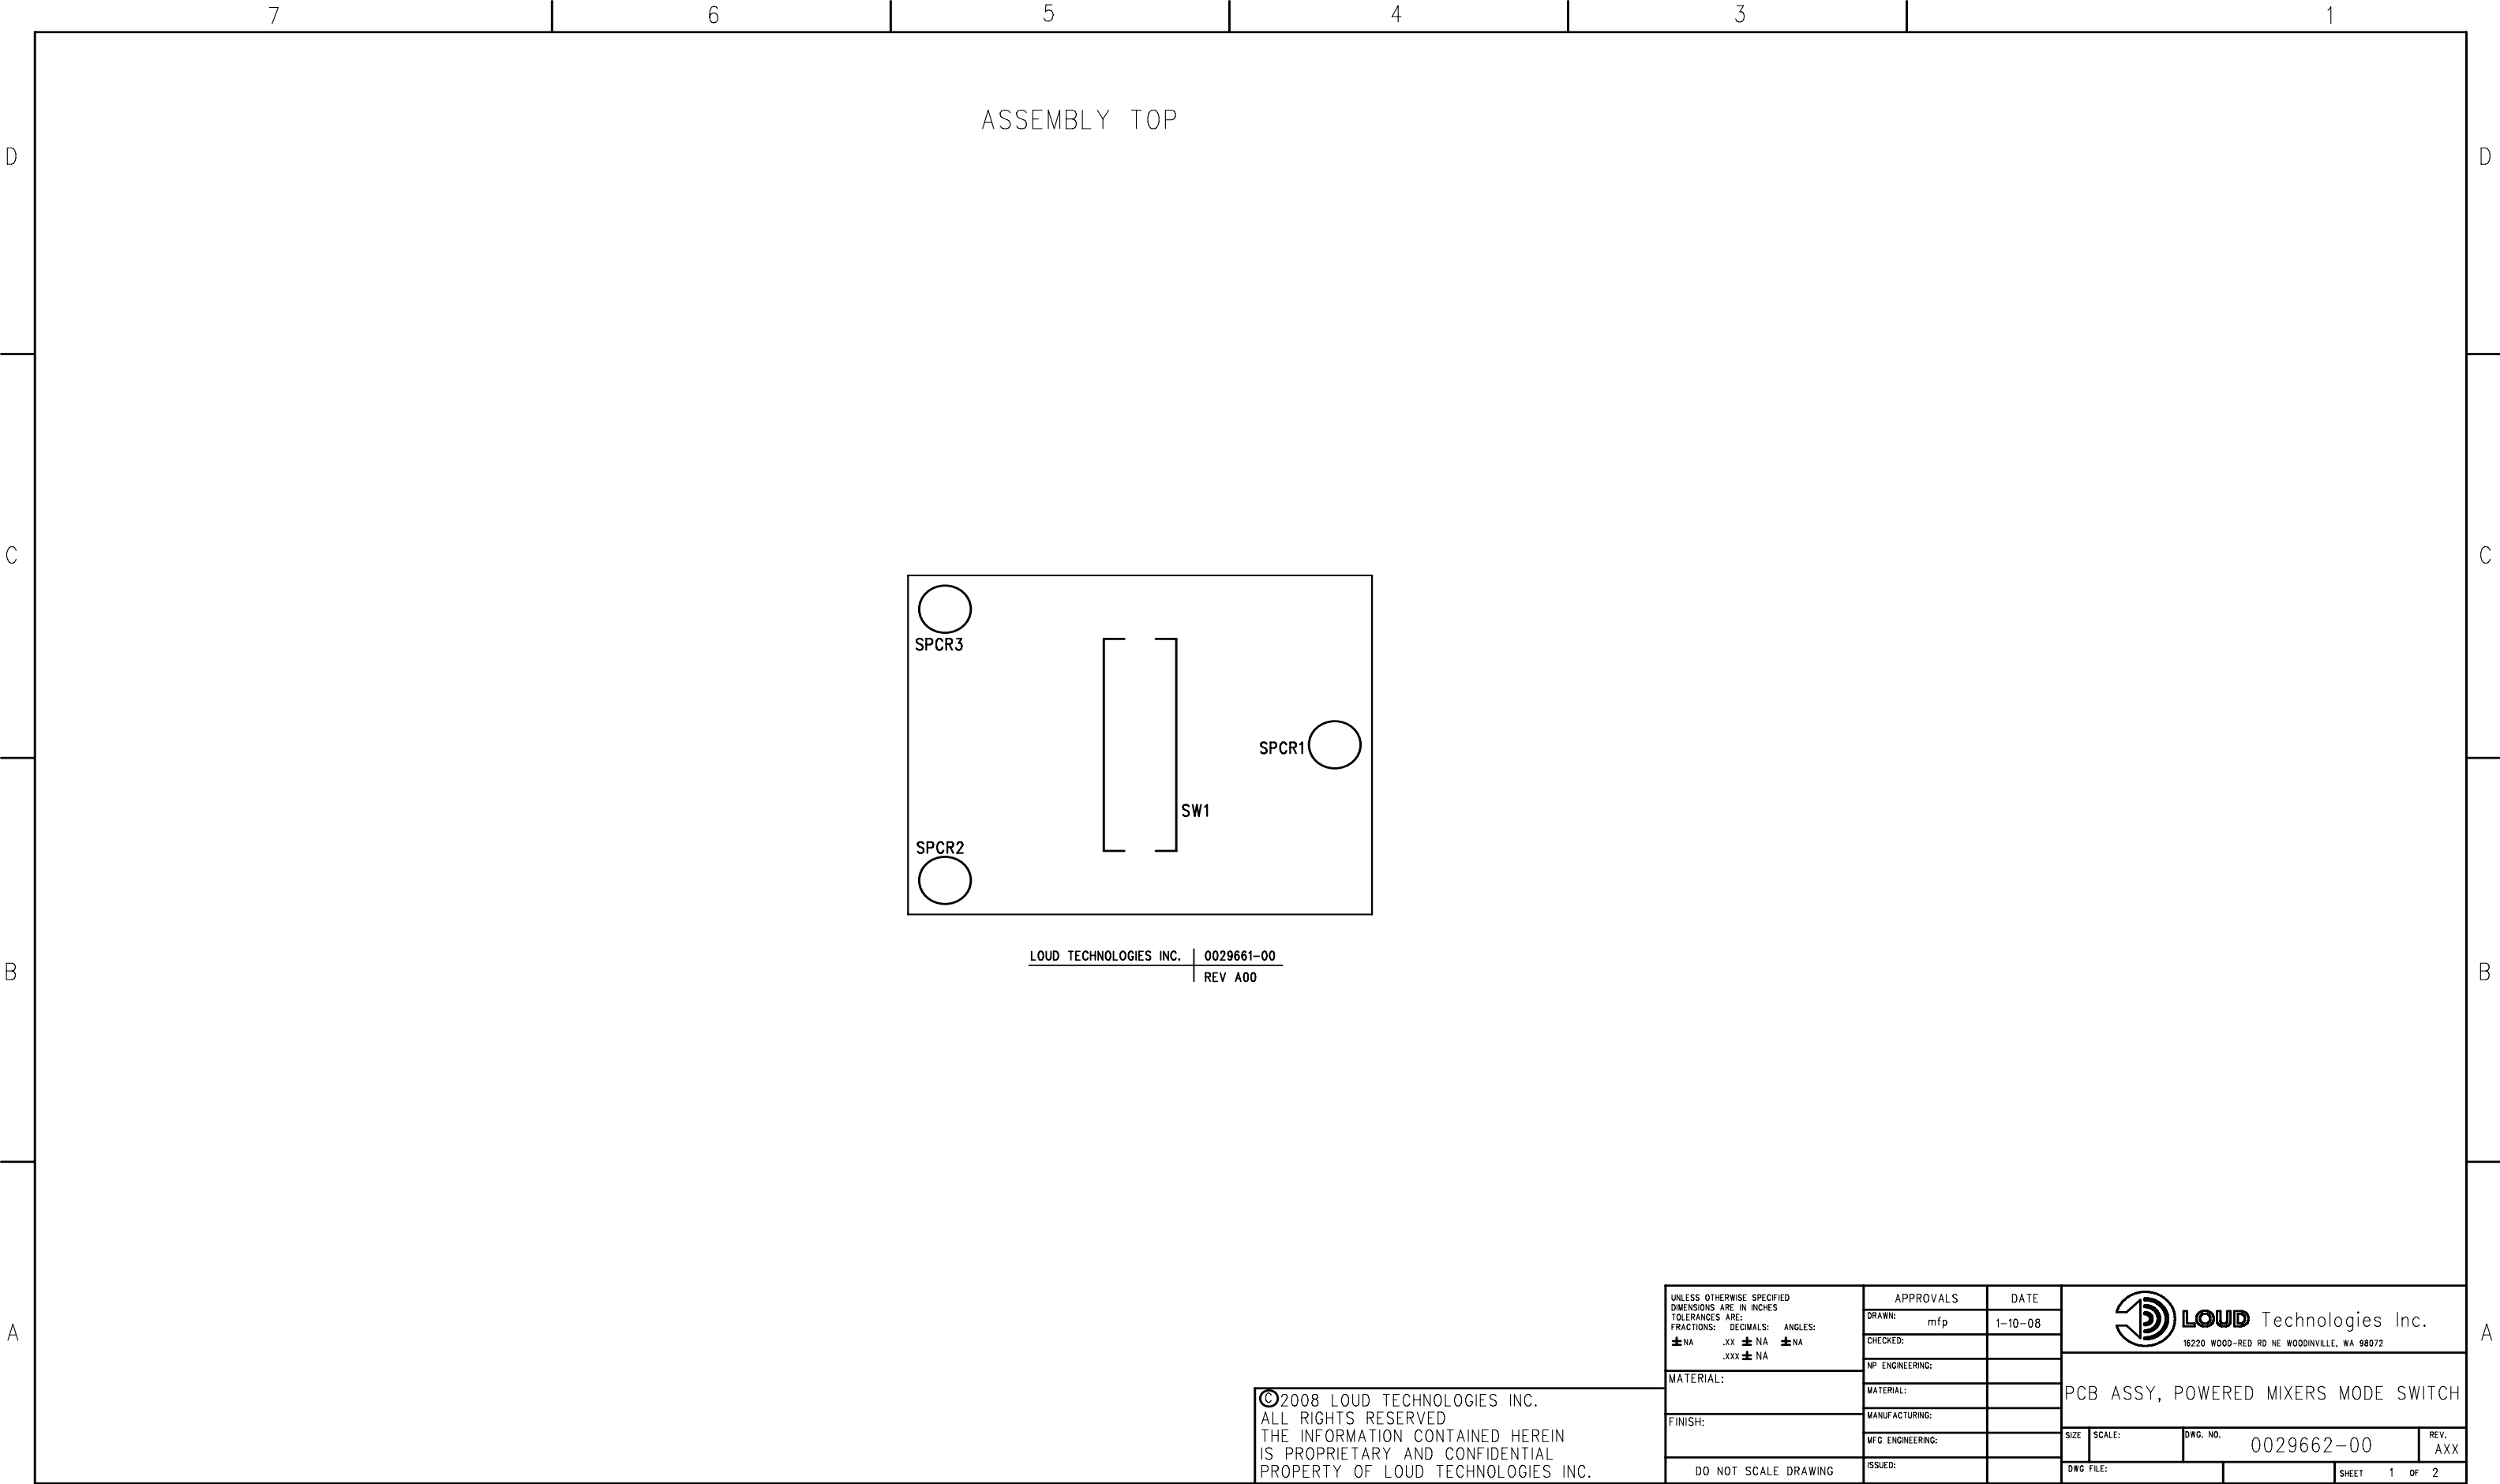 7 6 5 4 3 1
ASSEMBLY TOP
D D
C C
SPCR3
SPCR1
SW1
SPCR2
LOUD TECHNOLOGIES INC. 0029661-00
REV A00
B B
A A
©2008 LOUD TECHNOLOGIES INC.
ALL RIGHTS RESERVED
THE INFORMATION CONTAINED HEREIN
IS PROPRIETARY AND CONFIDENTIAL
PROPERTY OF LOUD TECHNOLOGIES INC.
UNLESS OTHERWISE SPECIFIED
DIMENSIONS ARE IN INCHES
TOLERANCES ARE:
FRACTIONS: DECIMALS: ANGLES:
±NA .XX ± NA ±NA
.XXX ± NA
MATERIAL:
FINISH:
DO NOT SCALE DRAWING
APPROVALS DATE
DRAWN: mfp 1-10-08
CHECKED:
NP ENGINEERING:
MATERIAL:
MANUFACTURING:
MFG ENGINEERING:
ISSUED:
LOUD Technologies Inc.
16220 WOOD-RED RD NE WOODINVILLE, WA 98072
PCB ASSY, POWERED MIXERS MODE SWITCH
SIZE SCALE: DWG. NO. 0029662-00 REV. AXX
DWG FILE: SHEET 1 OF 2